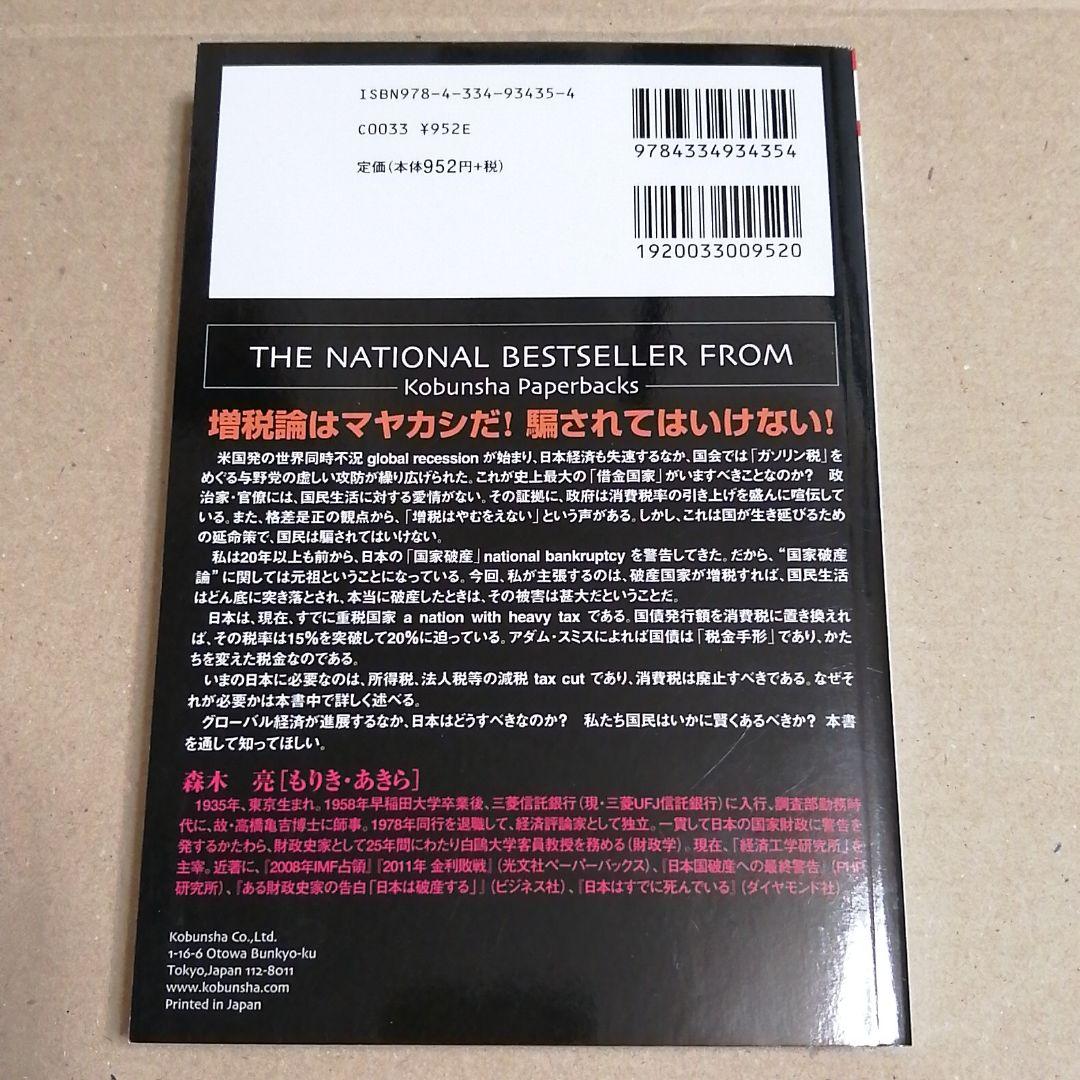 ISBN978-4-334-93435-4
C0033 ¥952E
定価(本体952円+税)
9784334934354
1920033009520
THE NATIONAL BESTSELLER FROM
Kobunsha Paperbacks
増税論はマヤカシだ! 騙されてはいけない!
米国発の世界同時不況 global recession が始まり、日本経済も失速するなか、国会では「ガソリン税」を
めぐる与野党の虚しい攻防が繰り広げられた。これが史上最大の「借金国家」がいますべきことなのか? 政
治家・官僚には、国民生活に対する愛情がない。その証拠に、政府は消費税率の引き上げを盛んに喧伝して
いる。また、格差是正の観点から、「増税はやむをえない」という声がある。しかし、これは国が生き延びるため
の延命策で、国民は騙されてはいけない。
私は20年以上も前から、日本の「国家破産」national bankruptcy を警告してきた。だから、“国家破産
論”に関しては元祖ということになっている。今回、私が主張するのは、破産国家が増税すれば、国民生活
はどん底に突き落とされ、本当に破産したときは、その被害は甚大だということだ。
日本は、現在、すでに重税国家 a nation with heavy tax である。国債発行額を消費税に置き換えれ
ば、その税率は15%を突破して20%に迫っている。アダム・スミスによれば国債は「税金手形」であり、かた
ちを変えた税金なのである。
いまの日本に必要なのは、所得税、法人税等の減税 tax cut であり、消費税は廃止すべきである。なぜそ
れが必要かは本書中で詳しく述べる。
グローバル経済が進展するなか、日本はどうすべきなのか? 私たち国民はいかに賢くあるべきか? 本書
を通して知ってほしい。
森木 亮[もりき・あきら]
1935年、東京生まれ。1958年早稲田大学卒業後、三菱信託銀行(現・三菱UFJ信託銀行)に入行、調査部勤務時
代に、故・高橋亀吉博士に師事。1978年同行を退職して、経済評論家として独立。一貫して日本の国家財政に警告を
発するかたわら、財政史家として25年間にわたり白鷗大学客員教授を務める(財政学)。現在、「経済工学研究所」を
主宰。近著に、『2008年IMF占領』『2011年 金利敗戦』(光文社ペーパーバックス)、『日本国破産への最終警告』(PHP
研究所)、『ある財政史家の告白「日本は破産する」』(ビジネス社)、『日本はすでに死んでいる』(ダイヤモンド社)
Kobunsha Co.,Ltd.
1-16-6 Otowa Bunkyo-ku
Tokyo,Japan 112-8011
www.kobunsha.com
Printed in Japan